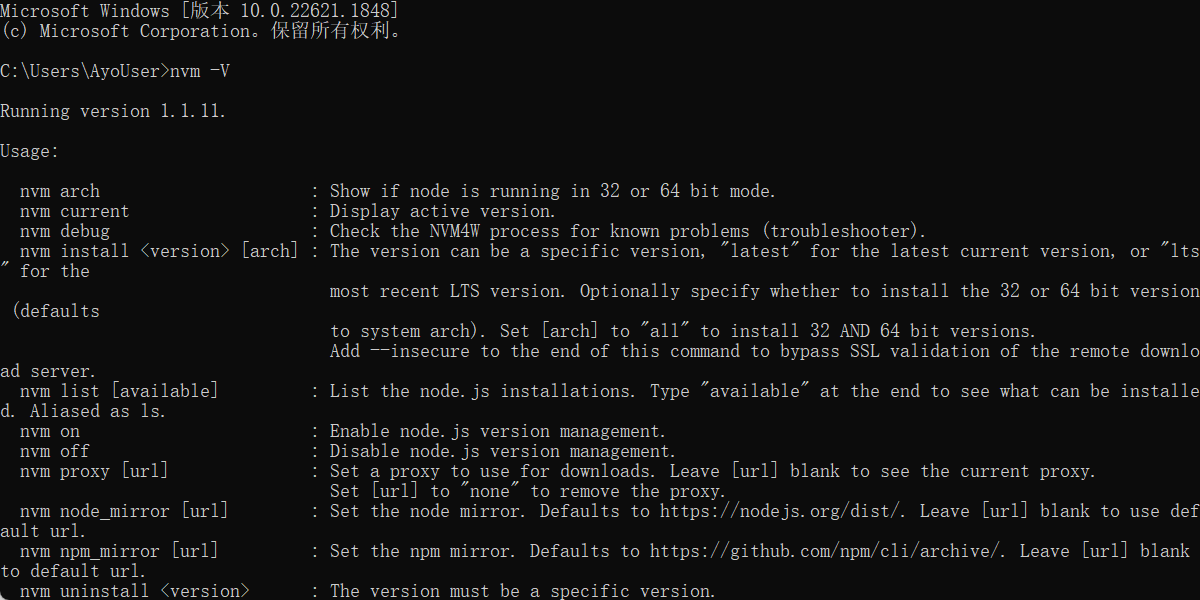 Microsoft Windows [版本 10.0.22621.1848]
(c) Microsoft Corporation。保留所有权利。
C:\Users\AyoUser>nvm -V
Running version 1.1.11.
Usage:
nvm arch : Show if node is running in 32 or 64 bit mode.
nvm current : Display active version.
nvm debug : Check the NVM4W process for known problems (troubleshooter).
nvm install <version> [arch] : The version can be a specific version, "latest" for the latest current version, or "lts
" for the
most recent LTS version. Optionally specify whether to install the 32 or 64 bit version
(defaults
to system arch). Set [arch] to "all" to install 32 AND 64 bit versions.
Add --insecure to the end of this command to bypass SSL validation of the remote downlo
ad server.
nvm list [available] : List the node.js installations. Type "available" at the end to see what can be installe
d. Aliased as ls.
nvm on : Enable node.js version management.
nvm off : Disable node.js version management.
nvm proxy [url] : Set a proxy to use for downloads. Leave [url] blank to see the current proxy.
Set [url] to "none" to remove the proxy.
nvm node_mirror [url] : Set the node mirror. Defaults to https://nodejs.org/dist/. Leave [url] blank to use def
ault url.
nvm npm_mirror [url] : Set the npm mirror. Defaults to https://github.com/npm/cli/archive/. Leave [url] blank
to default url.
nvm uninstall <version> : The version must be a specific version.